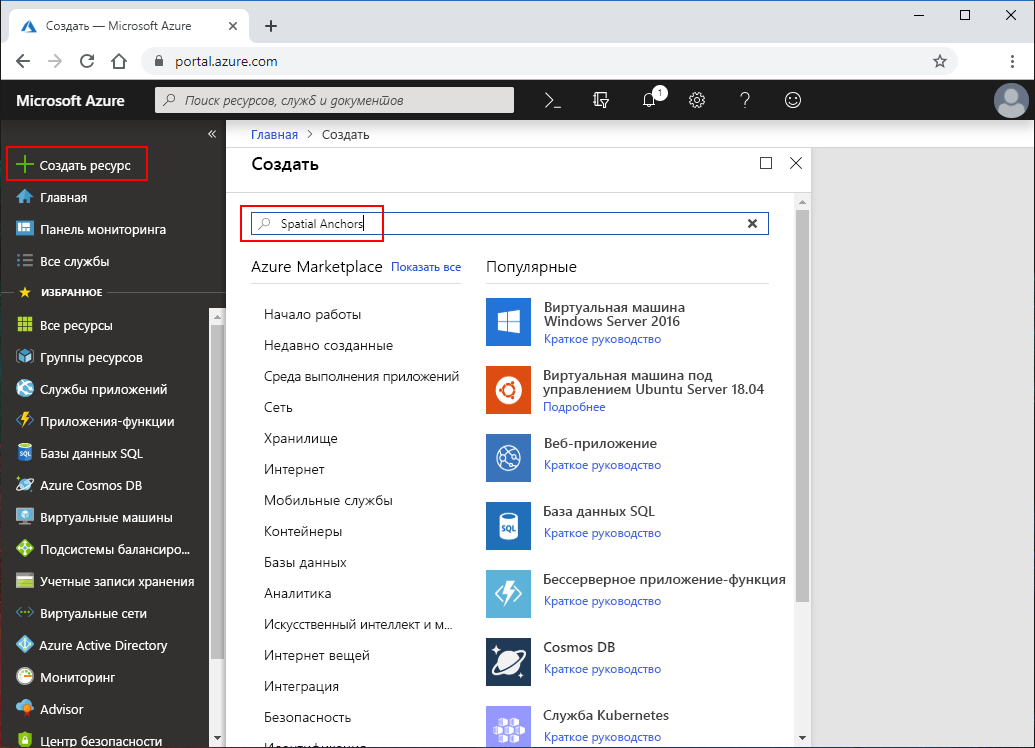 Создать — Microsoft Azure
portal.azure.com
Microsoft Azure
Поиск ресурсов, служб и документов
1
Создать ресурс
Главная
Панель мониторинга
Все службы
ИЗБРАННОЕ
Все ресурсы
Группы ресурсов
Службы приложений
Приложения-функции
Базы данных SQL
Azure Cosmos DB
Виртуальные машины
Подсистемы балансиро...
Учетные записи хранения
Виртуальные сети
Azure Active Directory
Мониторинг
Advisor
Центр безопасности
Главная > Создать
Создать
Spatial Anchors
Azure Marketplace Показать все
Начало работы
Недавно созданные
Среда выполнения приложений
Сеть
Хранилище
Интернет
Мобильные службы
Контейнеры
Базы данных
Аналитика
Искусственный интеллект и м...
Интернет вещей
Интеграция
Безопасность
Идентификация
Популярные
Виртуальная машина
Windows Server 2016
Краткое руководство
Виртуальная машина под
управлением Ubuntu Server 18.04
Подробнее
Веб-приложение
Краткое руководство
SQL
База данных SQL
Краткое руководство
Бессерверное приложение-функция
Краткое руководство
Cosmos DB
Краткое руководство
Служба Kubernetes
Краткое руководство